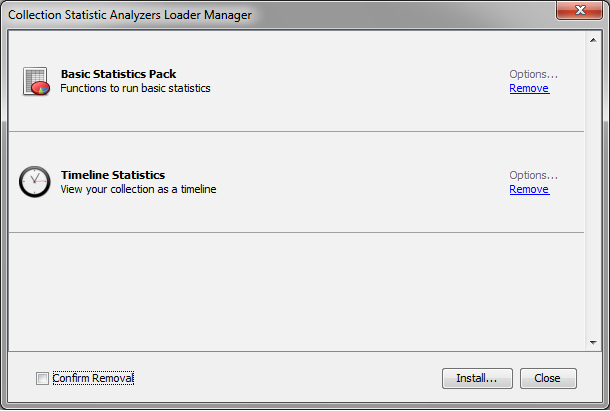 Collection Statistic Analyzers Loader Manager
Basic Statistics Pack
Options...
Functions to run basic statistics
Remove
Timeline Statistics
Options...
View your collection as a timeline
Remove
Confirm Removal
Install...
Close